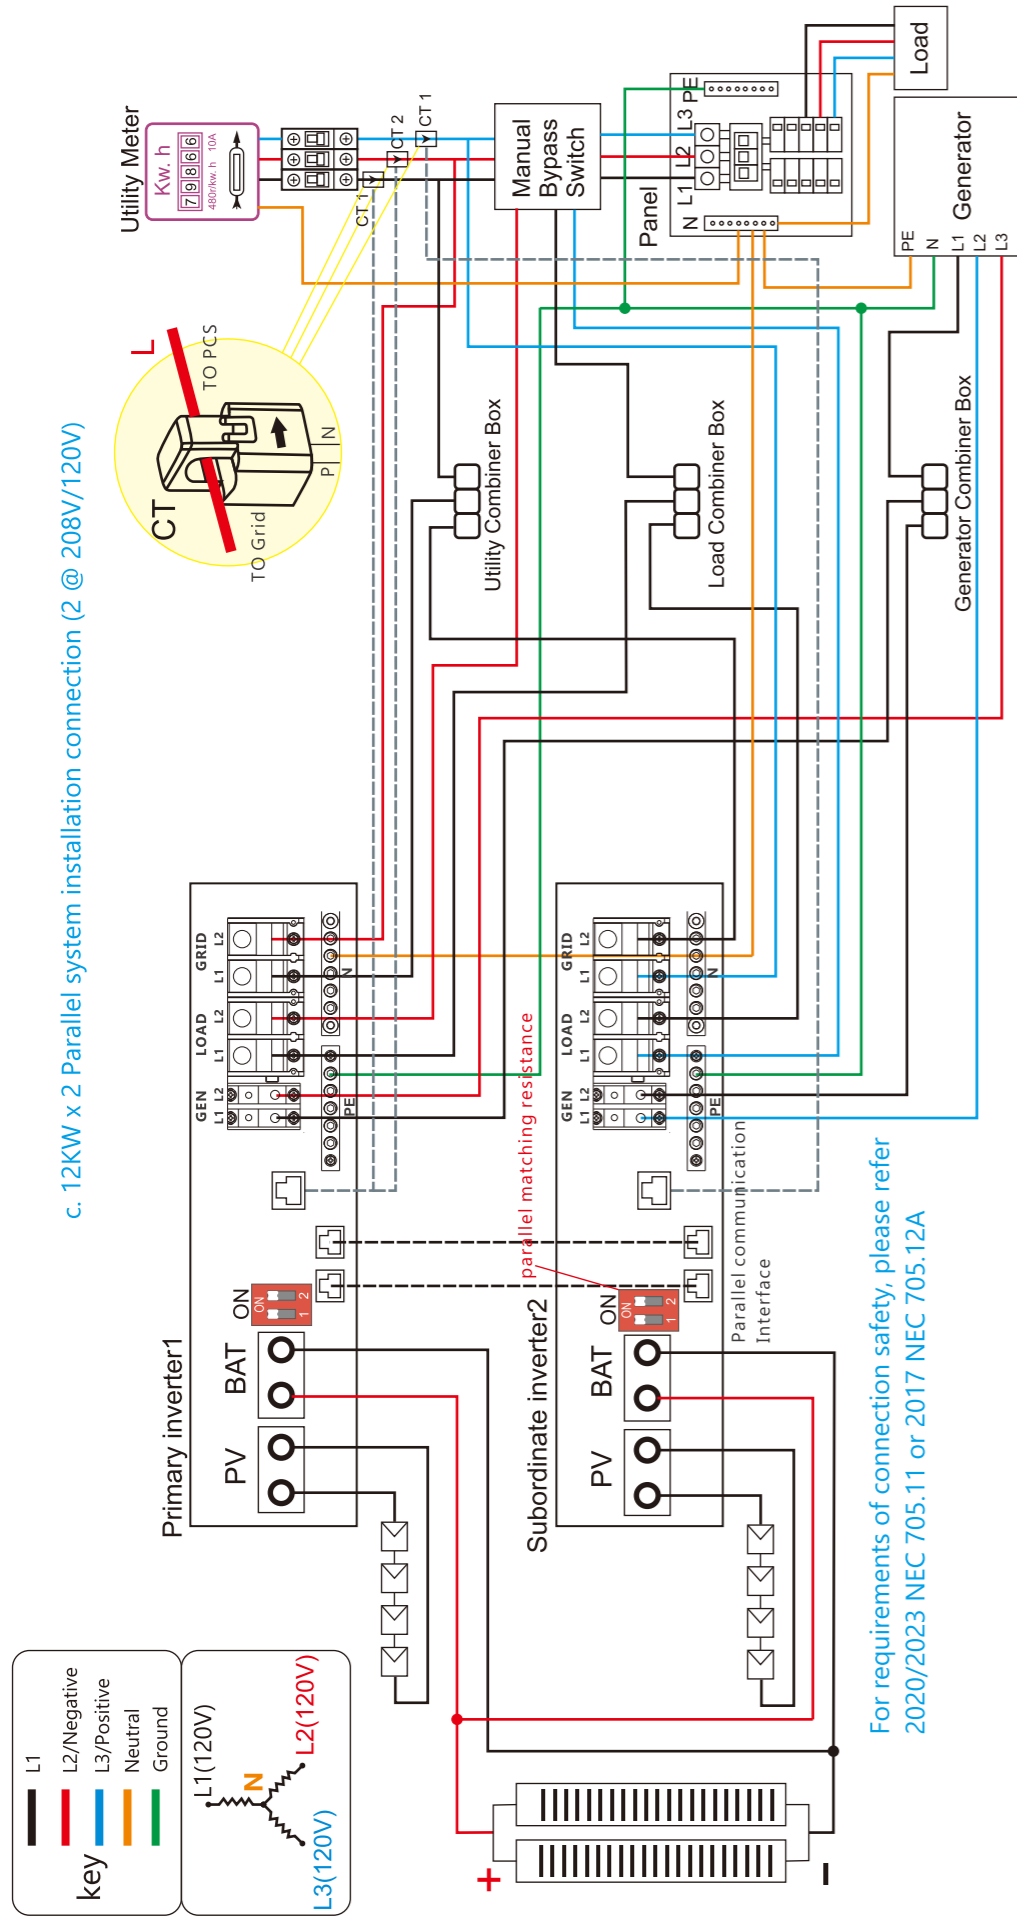 c. 12KW x 2 Parallel system installation connection (2 @ 208V/120V)
key
L1
L2/Negative
L3/Positive
Neutral
Ground
L1(120V)
N
L3(120V)
L2(120V)
CT
L
TO PCS
TO Grid
P
N
Utility Meter
Kw. h
7 9 8 6 6
480r/kw. h 10A
CT 1
CT 2
CT 1
Manual
Bypass
Switch
Panel
N
L1
L2
L3
PE
Load
Generator
PE
N
L1
L2
L3
Utility Combiner Box
Load Combiner Box
Generator Combiner Box
Primary inverter1
PV
BAT
ON
ON
1 2
GEN
LOAD
GRID
L1 L2
L1
L2
L1
L2
PE
N
parallel matching resistance
Subordinate inverter2
PV
BAT
ON
ON
1 2
GEN
LOAD
GRID
L1 L2
L1
L2
L1
L2
PE
N
Parallel communication
Interface
+
-
For requirements of connection safety, please refer
2020/2023 NEC 705.11 or 2017 NEC 705.12A